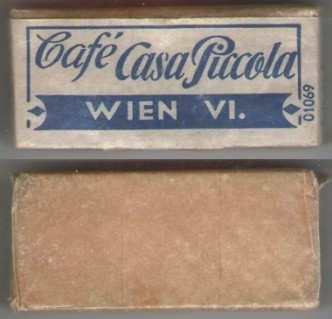 Café Casa Piccola
WIEN VI.
01069